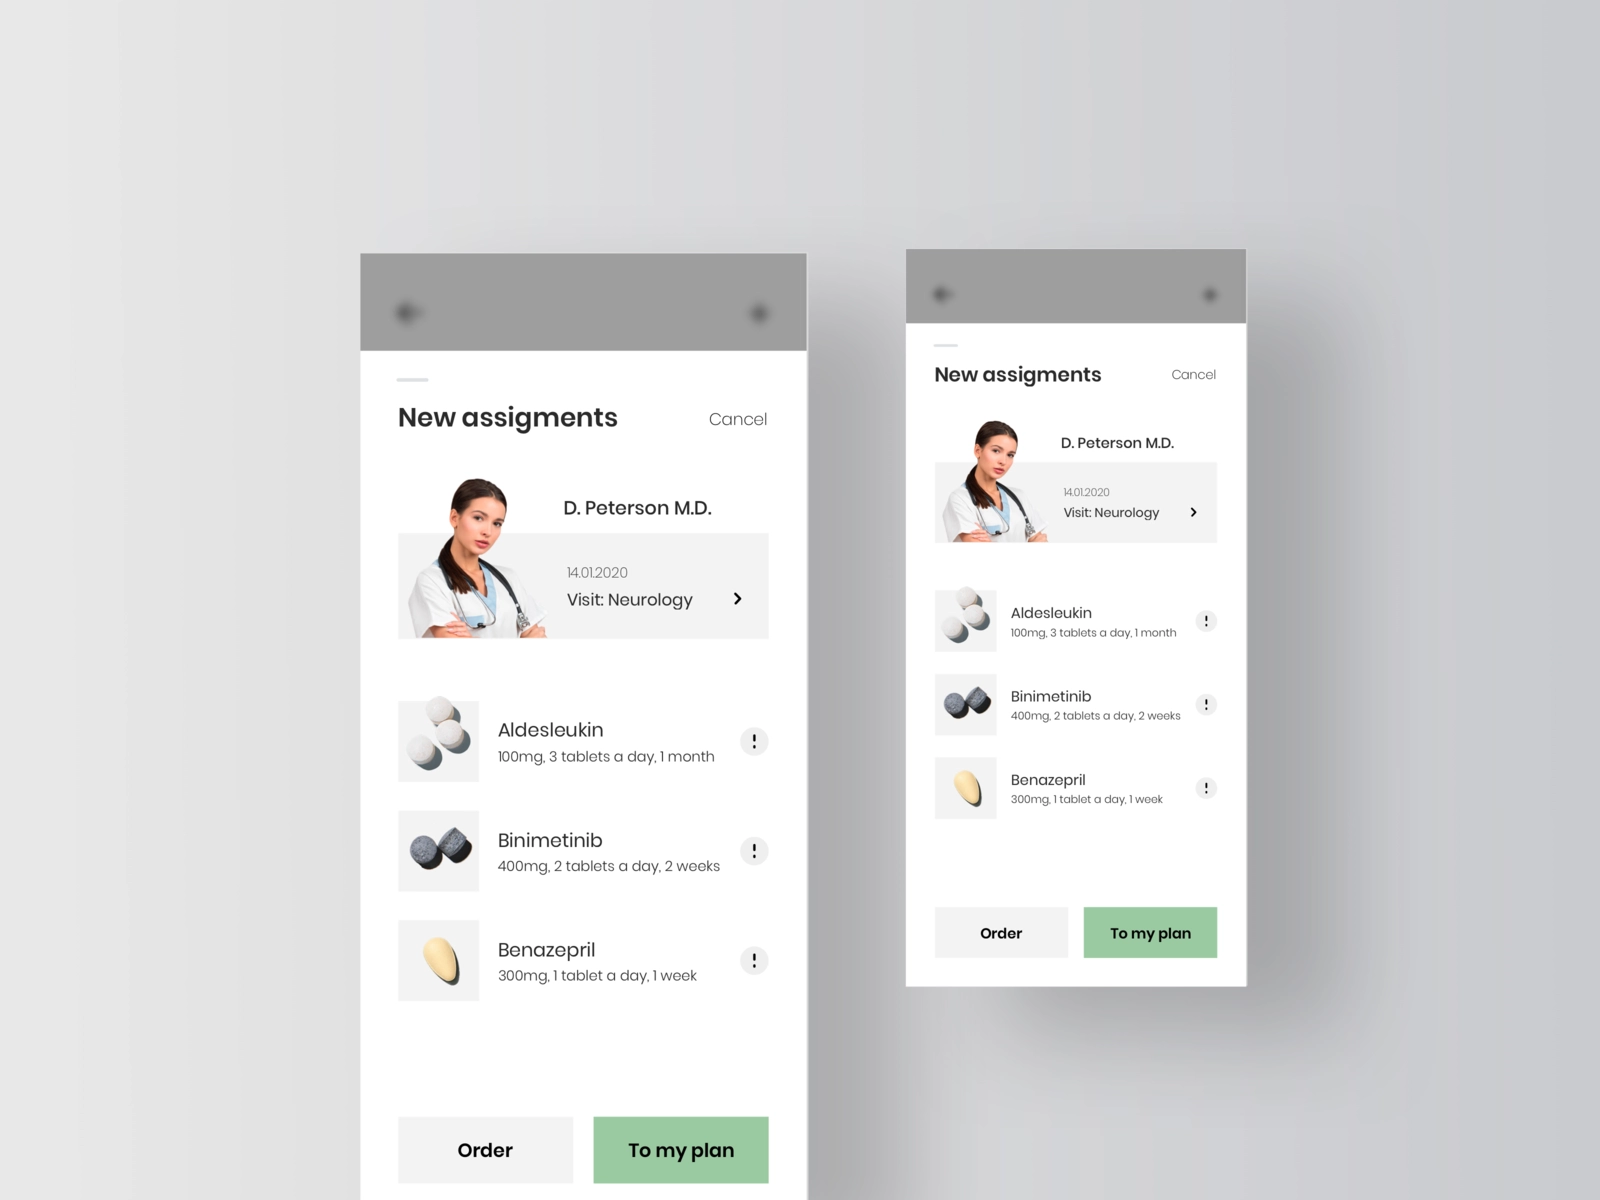 New assigments
Cancel
D. Peterson M.D.
14.01.2020
Visit: Neurology
Aldesleukin
100mg, 3 tablets a day, 1 month
!
Binimetinib
400mg, 2 tablets a day, 2 weeks
!
Benazepril
300mg, 1 tablet a day, 1 week
!
Order
To my plan
New assigments
Cancel
D. Peterson M.D.
14.01.2020
Visit: Neurology
Aldesleukin
100mg, 3 tablets a day, 1 month
!
Binimetinib
400mg, 2 tablets a day, 2 weeks
!
Benazepril
300mg, 1 tablet a day, 1 week
!
Order
To my plan